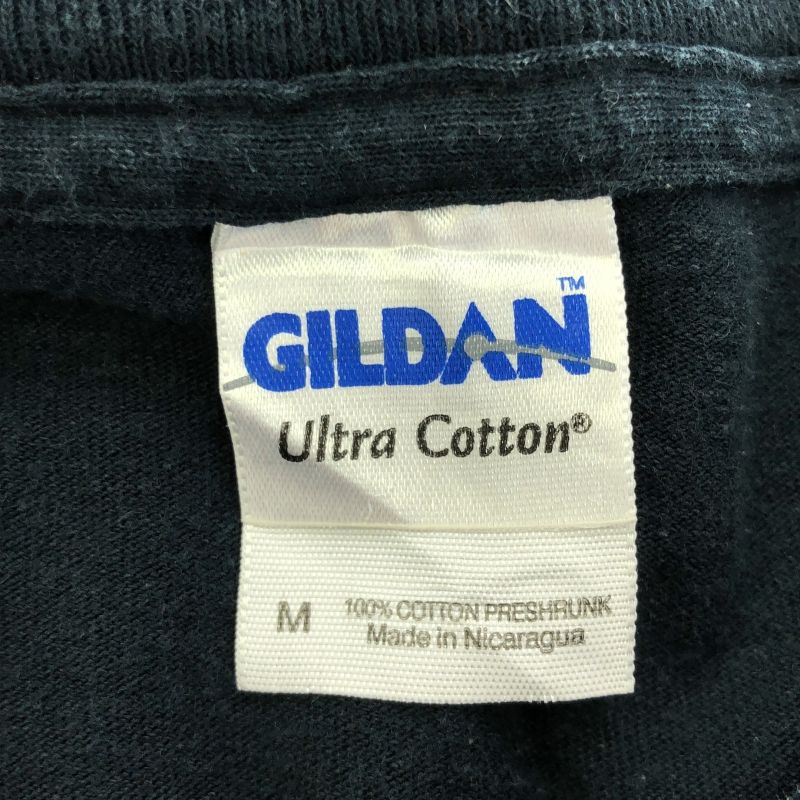 GILDAN™
Ultra Cotton®
M 100% COTTON PRESHRUNK
Made in Nicaragua